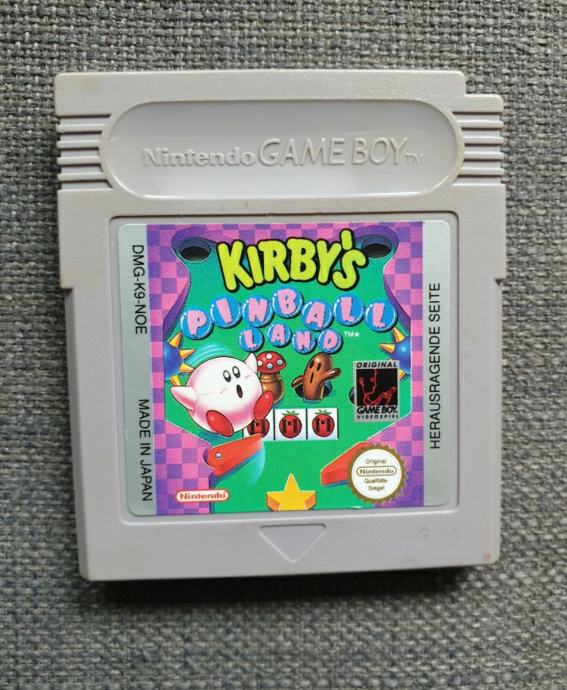 Nintendo GAME BOY TM
KIRBY'S
PINBALL
LAND TM*
DMG-K9-NOE
MADE IN JAPAN
HERAUSRAGENDE SEITE
ORIGINAL
GAME BOY
VIDEOSPIEL
Original
Nintendo
Qualitäts-
Siegel
Nintendo